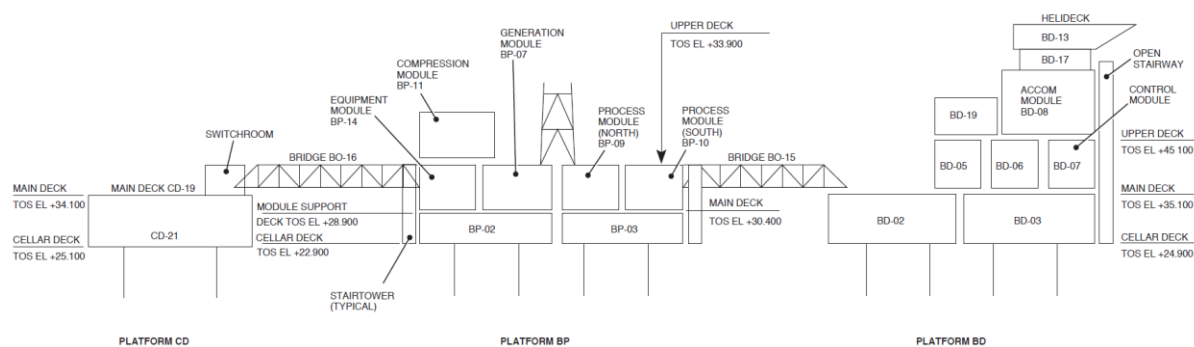 HELIDECK
BD-13
BD-17
OPEN
STAIRWAY
ACCOM
MODULE
BD-08
CONTROL
MODULE
BD-19
UPPER DECK
TOS EL +45 100
BD-05
BD-06
BD-07
MAIN DECK
TOS EL +35.100
BD-02
BD-03
CELLAR DECK
TOS EL +24.900
GENERATION
MODULE
BP-07
UPPER DECK
TOS EL +33.900
COMPRESSION
MODULE
BP-11
EQUIPMENT
MODULE
BP-14
PROCESS
MODULE
(NORTH)
BP-09
PROCESS
MODULE
(SOUTH)
BP-10
SWITCHROOM
BRIDGE BO-16
BRIDGE BO-15
MAIN DECK
TOS EL +34.100
MAIN DECK CD-19
MODULE SUPPORT
DECK TOS EL +28.900
MAIN DECK
TOS EL +30.400
CELLAR DECK
TOS EL +25.100
CD-21
CELLAR DECK
TOS EL +22.900
BP-02
BP-03
STAIRTOWER
(TYPICAL)
PLATFORM CD
PLATFORM BP
PLATFORM BD